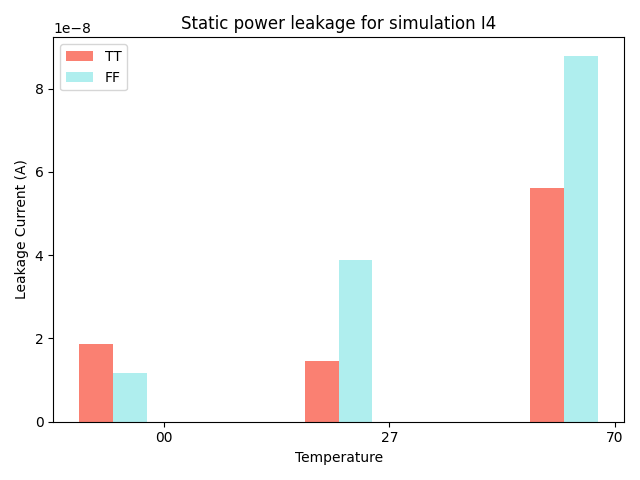 Static power leakage for simulation I4
1e−8
TT
FF
8
6
4
2
0
Leakage Current (A)
00
27
70
Temperature